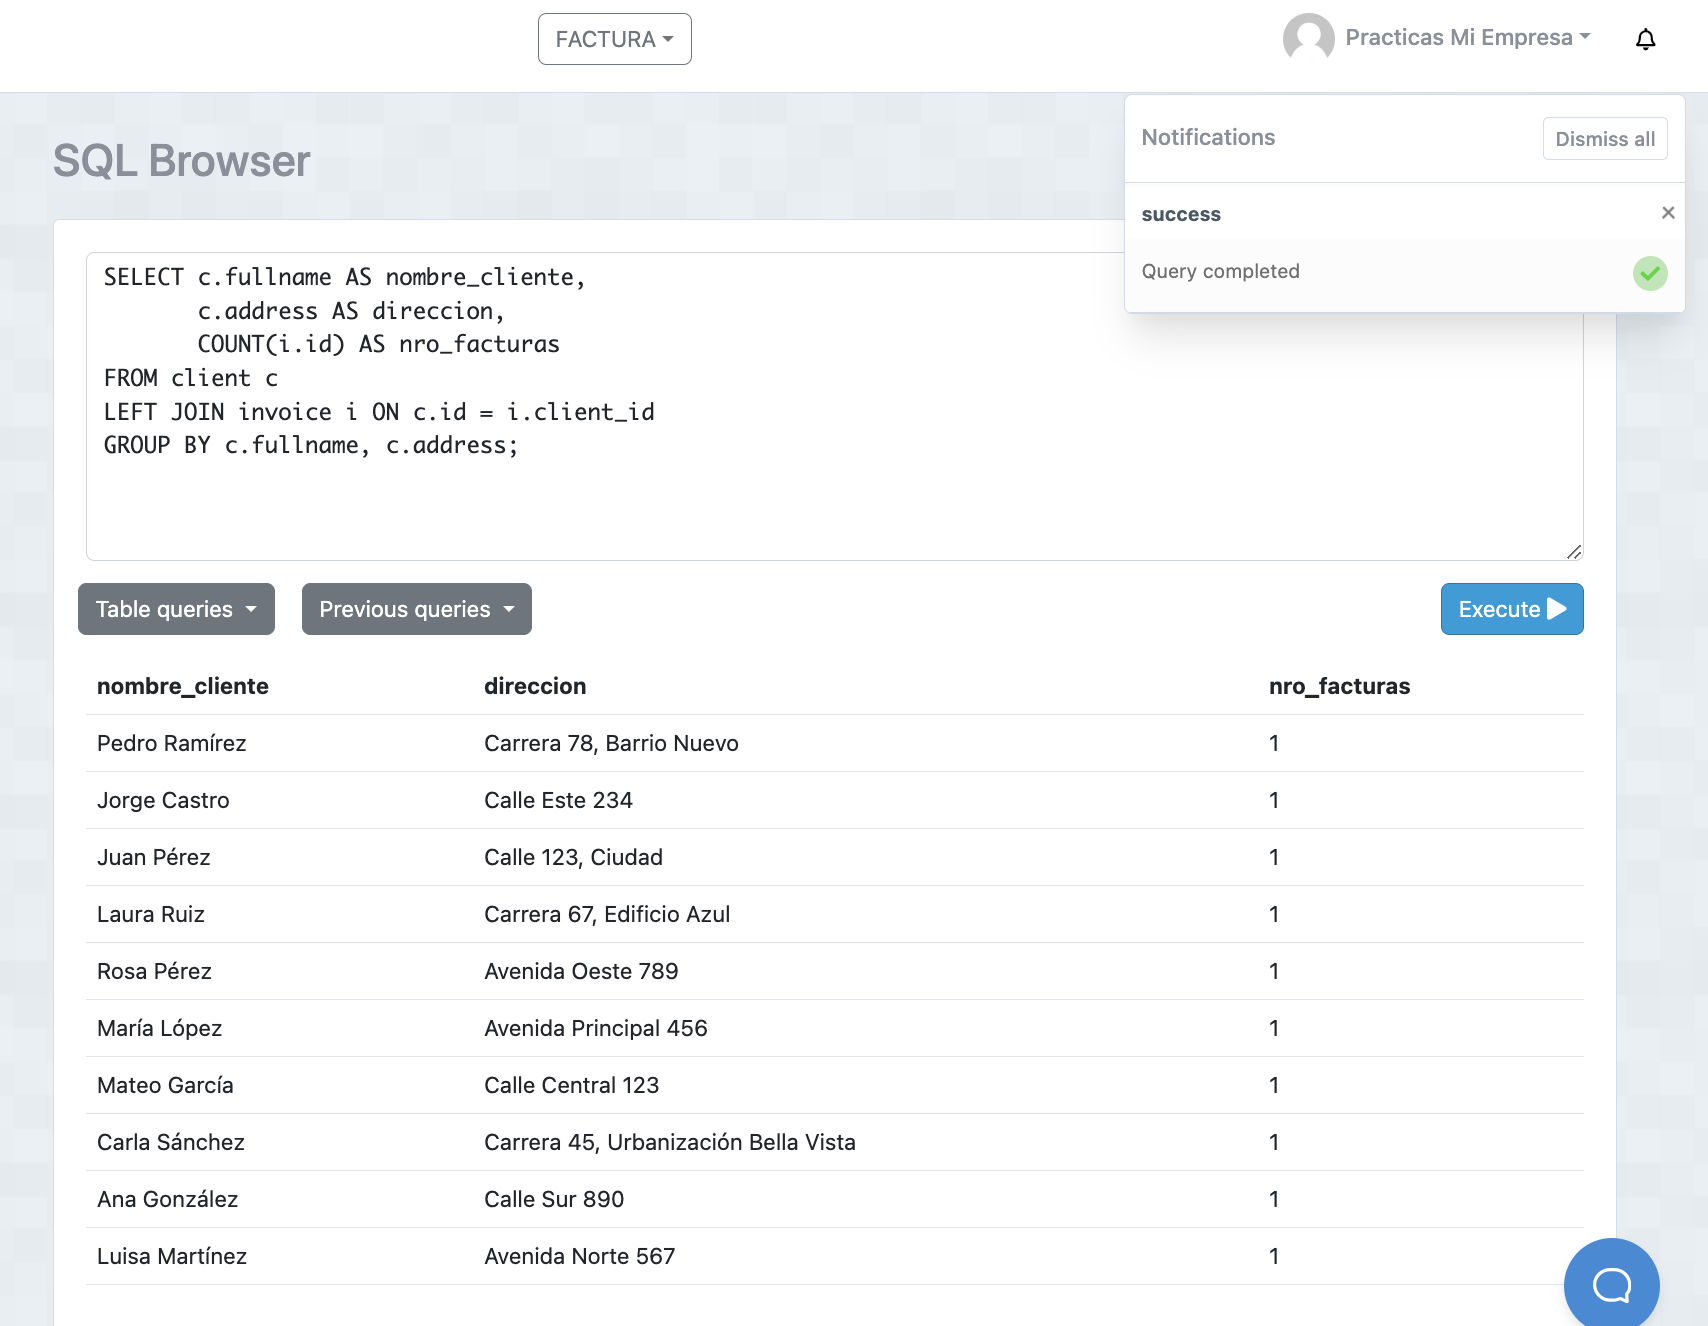 FACTURA
Practicas Mi Empresa
Notifications
Dismiss all
success
×
Query completed
SQL Browser
SELECT c.fullname AS nombre_cliente,
       c.address AS direccion,
       COUNT(i.id) AS nro_facturas
FROM client c
LEFT JOIN invoice i ON c.id = i.client_id
GROUP BY c.fullname, c.address;
Table queries
Previous queries
Execute
nombre_cliente direccion nro_facturas
Pedro Ramírez Carrera 78, Barrio Nuevo 1
Jorge Castro Calle Este 234 1
Juan Pérez Calle 123, Ciudad 1
Laura Ruiz Carrera 67, Edificio Azul 1
Rosa Pérez Avenida Oeste 789 1
María López Avenida Principal 456 1
Mateo García Calle Central 123 1
Carla Sánchez Carrera 45, Urbanización Bella Vista 1
Ana González Calle Sur 890 1
Luisa Martínez Avenida Norte 567 1